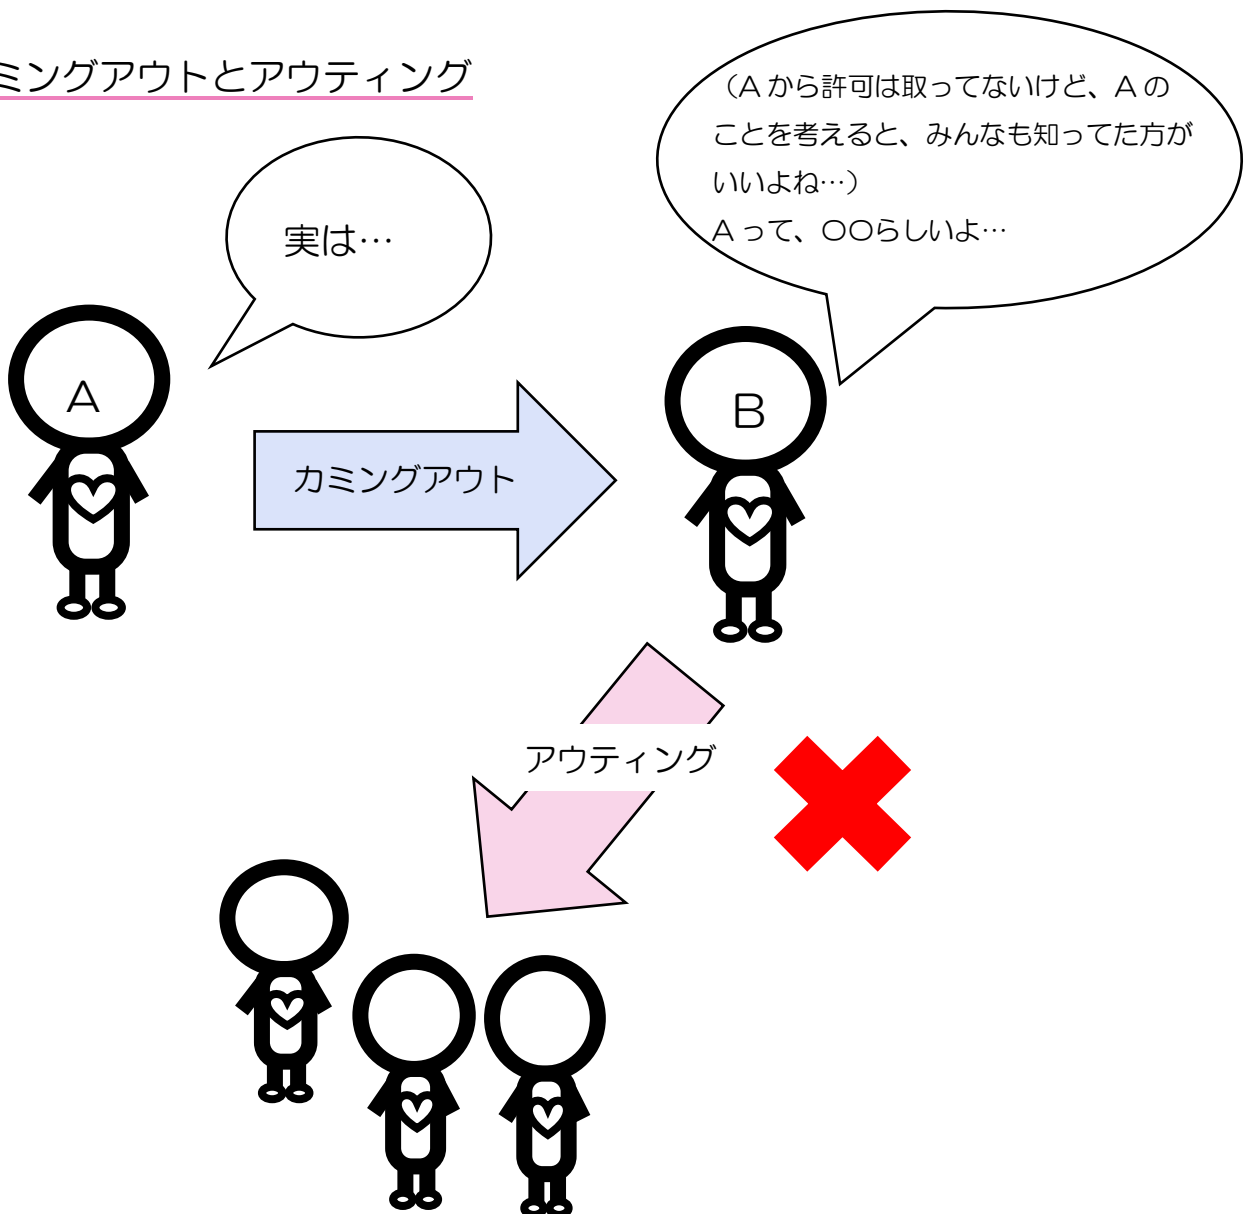 ミングアウトとアウティング
(A から許可は取ってないけど、A の
ことを考えると、みんなも知ってた方が
いいよね…)
A って、〇〇らしいよ…
実は…
A
B
カミングアウト
アウティング